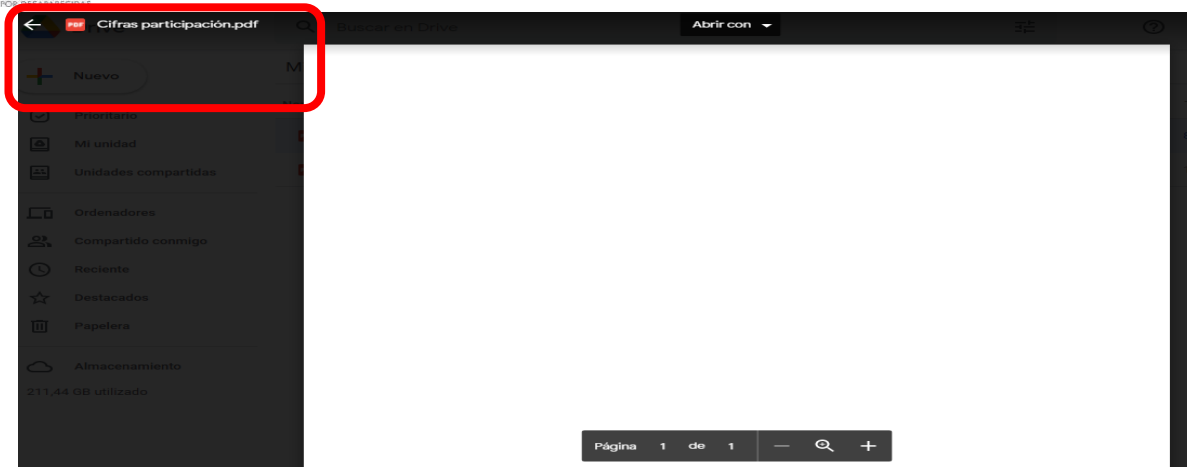 Cifras participación.pdf
Buscar en Drive
Abrir con
Nuevo
Prioritario
Mi unidad
Unidades compartidas
Ordenadores
Compartido conmigo
Reciente
Destacados
Papelera
Almacenamiento
211,44 GB utilizado
Página 1 de 1